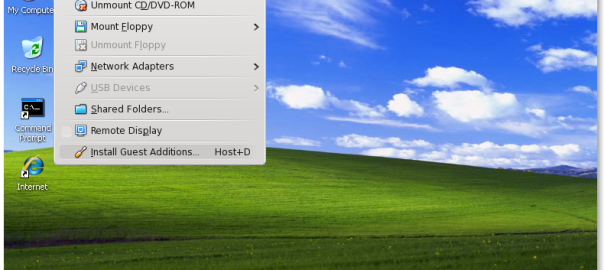 Unmount CD/DVD-ROM
My Compute
Mount Floppy
Unmount Floppy
Recycle Bin
Network Adapters
USB Devices
Shared Folders...
C:\_
Command
Prompt
Remote Display
Install Guest Additions... Host+D
Internet